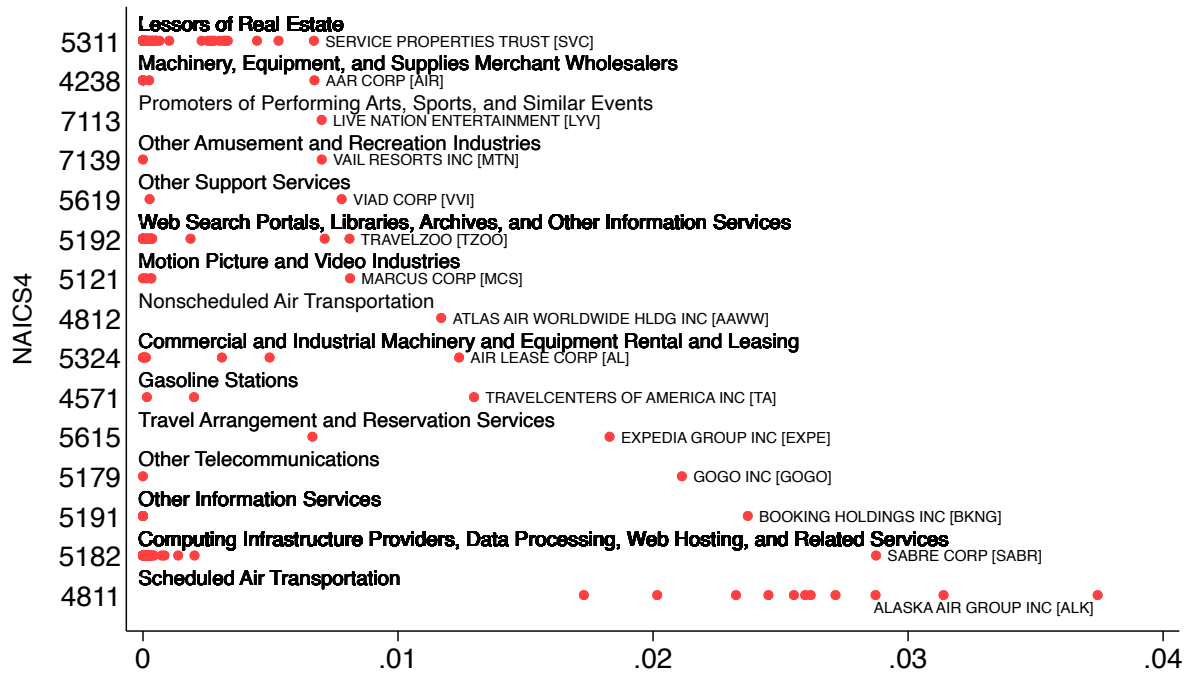 Lessors of Real Estate
5311 SERVICE PROPERTIES TRUST [SVC]
Machinery, Equipment, and Supplies Merchant Wholesalers
4238 AAR CORP [AIR]
Promoters of Performing Arts, Sports, and Similar Events
7113 LIVE NATION ENTERTAINMENT [LYV]
Other Amusement and Recreation Industries
7139 VAIL RESORTS INC [MTN]
Other Support Services
5619 VIAD CORP [VVI]
Web Search Portals, Libraries, Archives, and Other Information Services
5192 TRAVELZOO [TZOO]
Motion Picture and Video Industries
5121 MARCUS CORP [MCS]
Nonscheduled Air Transportation
4812 ATLAS AIR WORLDWIDE HLDG INC [AAWW]
Commercial and Industrial Machinery and Equipment Rental and Leasing
5324 AIR LEASE CORP [AL]
Gasoline Stations
4571 TRAVELCENTERS OF AMERICA INC [TA]
Travel Arrangement and Reservation Services
5615 EXPEDIA GROUP INC [EXPE]
Other Telecommunications
5179 GOGO INC [GOGO]
Other Information Services
5191 BOOKING HOLDINGS INC [BKNG]
Computing Infrastructure Providers, Data Processing, Web Hosting, and Related Services
5182 SABRE CORP [SABR]
Scheduled Air Transportation
4811
ALASKA AIR GROUP INC [ALK]
NAICS4
0 .01 .02 .03 .04